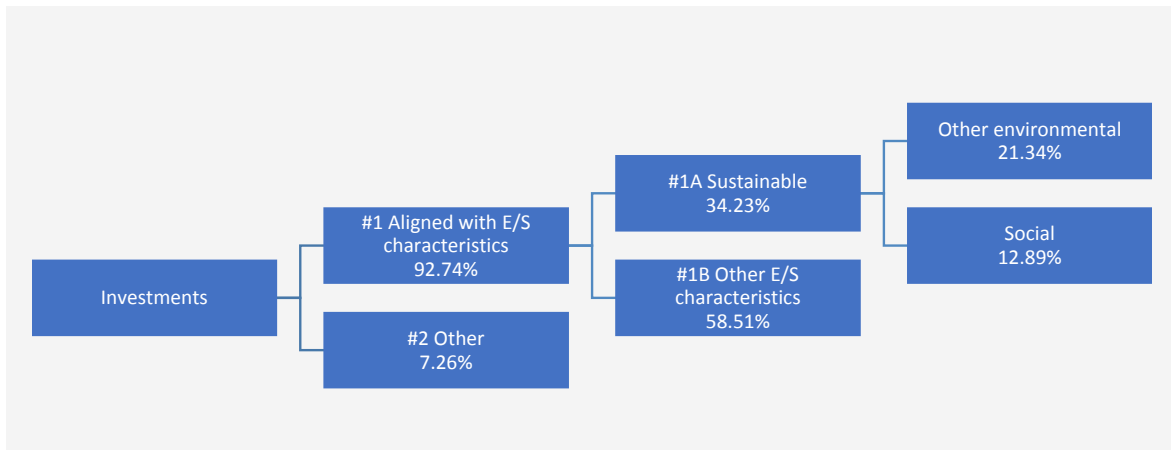 Investments
#1 Aligned with E/S
characteristics
92.74%
#2 Other
7.26%
#1A Sustainable
34.23%
#1B Other E/S
characteristics
58.51%
Other environmental
21.34%
Social
12.89%